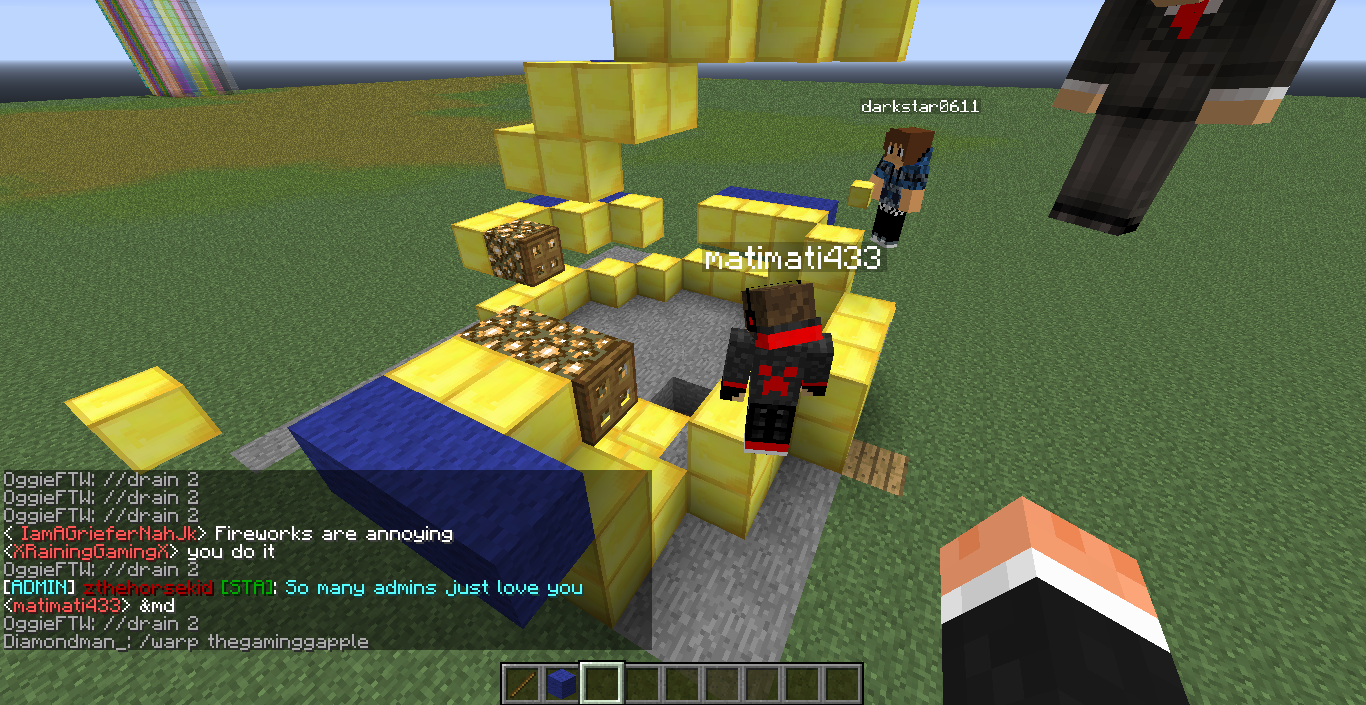 darkstar0611
matimati433
OggieFTW: //drain 2
OggieFTW: //drain 2
OggieFTW: //drain 2
< IamAGrieferNahJk> Fireworks are annoying
<XRainingGamingX> you do it
OggieFTW: //drain 2
[ADMIN] zthehorsekid [STA]: So many admins just love you
<matimati433> &md
OggieFTW: //drain 2
Diamondman_: /warp thegaminggapple